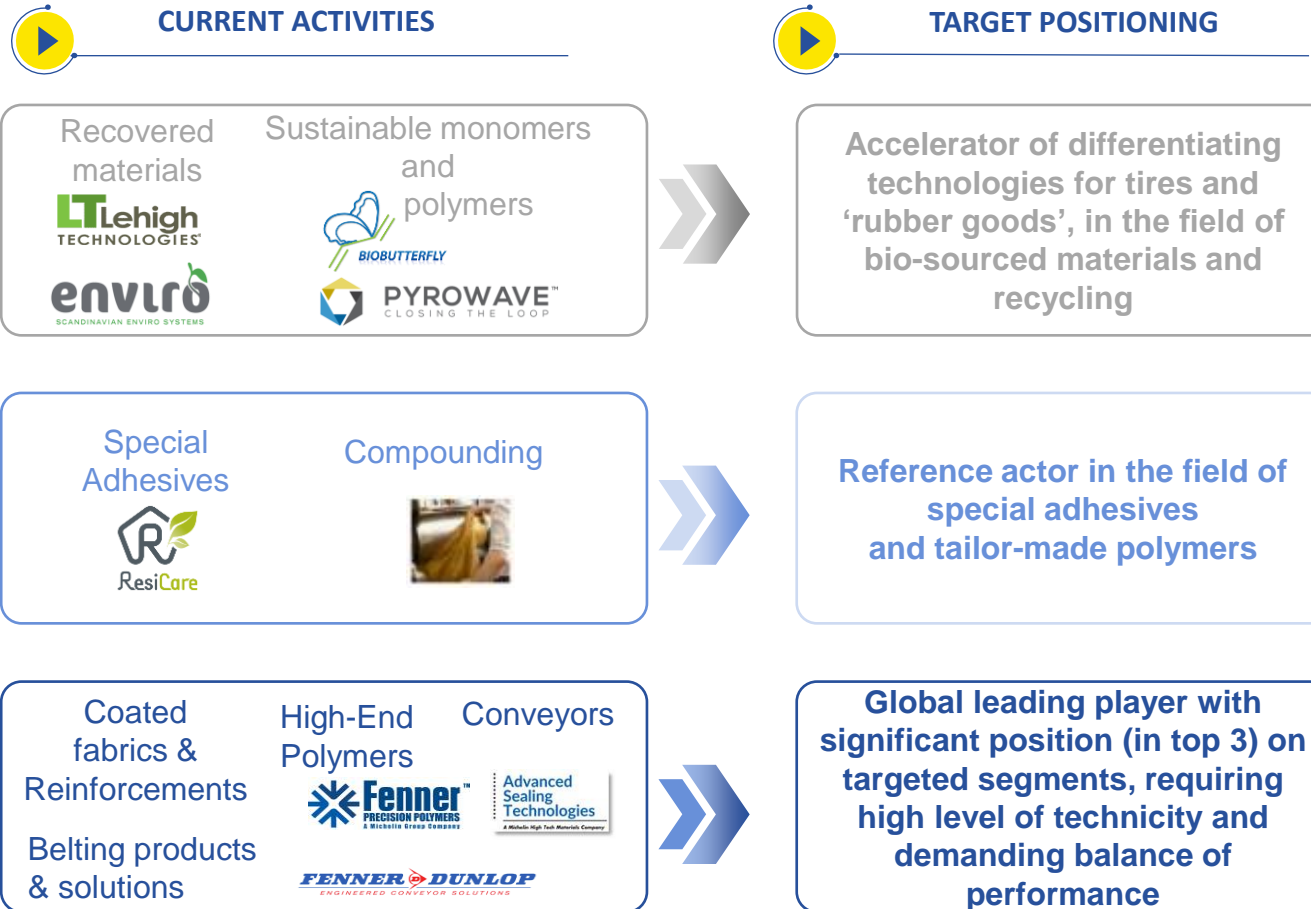 CURRENT ACTIVITIES
TARGET POSITIONING
Recovered
materials
LT Lehigh
TECHNOLOGIES
enviro
SCANDINAVIAN ENVIRO SYSTEMS
Sustainable monomers
and
polymers
BIOBUTTERFLY
PYROWAVE™
CLOSING THE LOOP
Accelerator of differentiating
technologies for tires and
‘rubber goods’, in the field of
bio-sourced materials and
recycling
Special
Adhesives
R
ResiCare
Compounding
Reference actor in the field of
special adhesives
and tailor-made polymers
Coated
fabrics &
Reinforcements
Belting products
& solutions
High-End
Polymers
Fenner™
PRECISION POLYMERS
A Michelin Group Company
Conveyors
Advanced
Sealing
Technologies
A Michelin High Tech Materials Company
FENNER D DUNLOP
ENGINEERED CONVEYOR SOLUTIONS
Global leading player with
significant position (in top 3) on
targeted segments, requiring
high level of technicity and
demanding balance of
performance